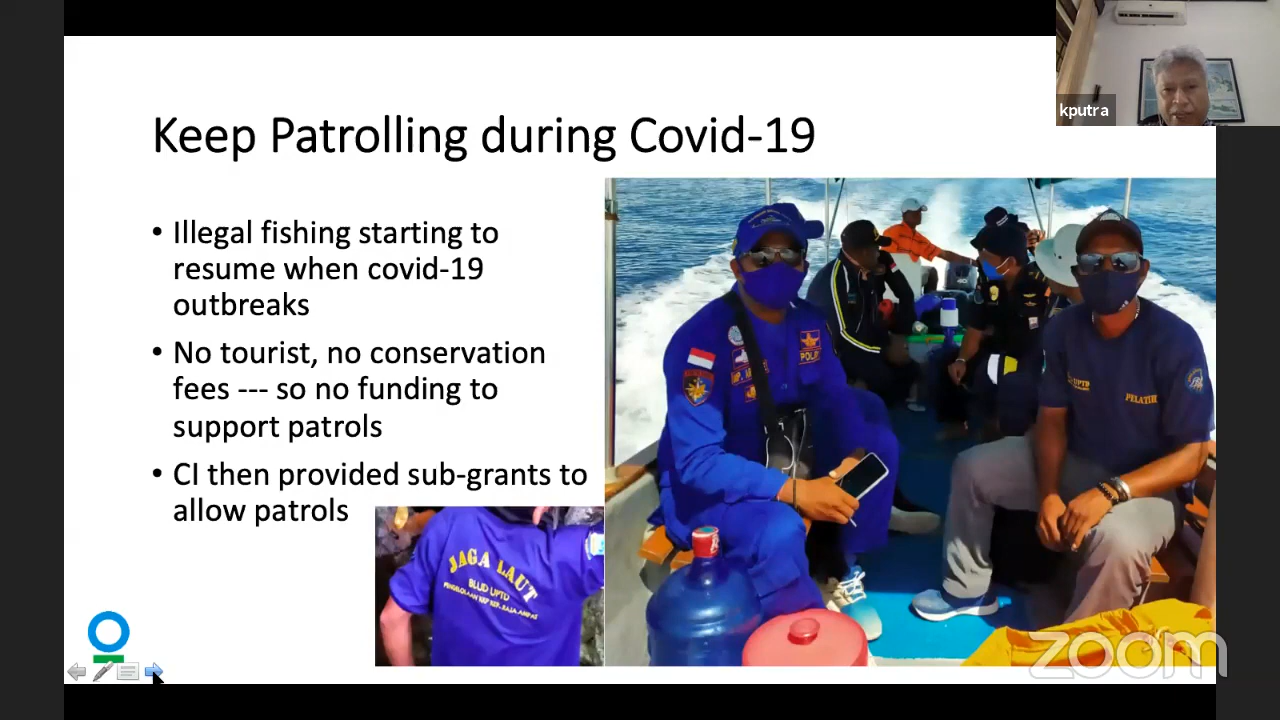 kputra
Keep Patrolling during Covid-19
• Illegal fishing starting to
resume when covid-19
outbreaks
• No tourist, no conservation
fees --- so no funding to
support patrols
• CI then provided sub-grants to
allow patrols
JAGA LAUT
BLUD UPTD
PENGELOLAAN KKP KEP. RAJA AMPAT
POLRI
UPTD
PELATIH
zoom